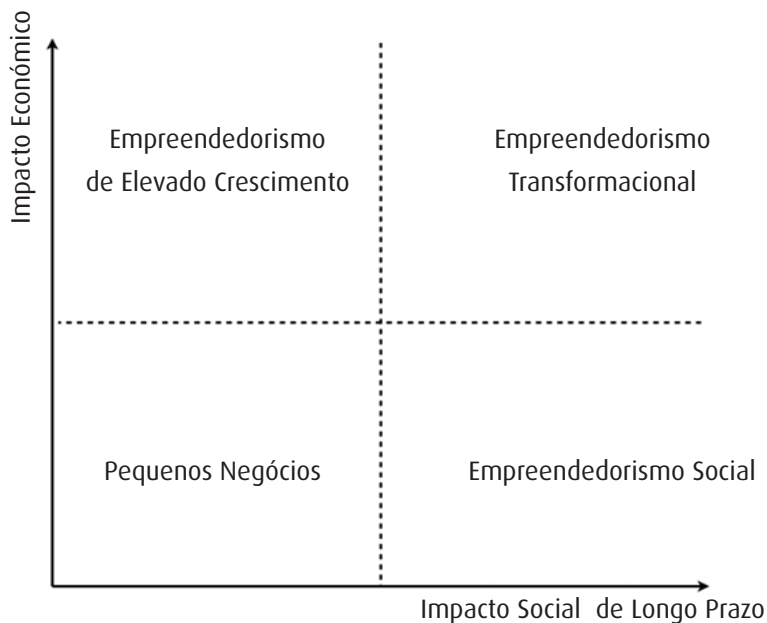 Impacto Económico
Empreendedorismo
de Elevado Crescimento
Empreendedorismo
Transformacional
Pequenos Negócios
Empreendedorismo Social
Impacto Social de Longo Prazo